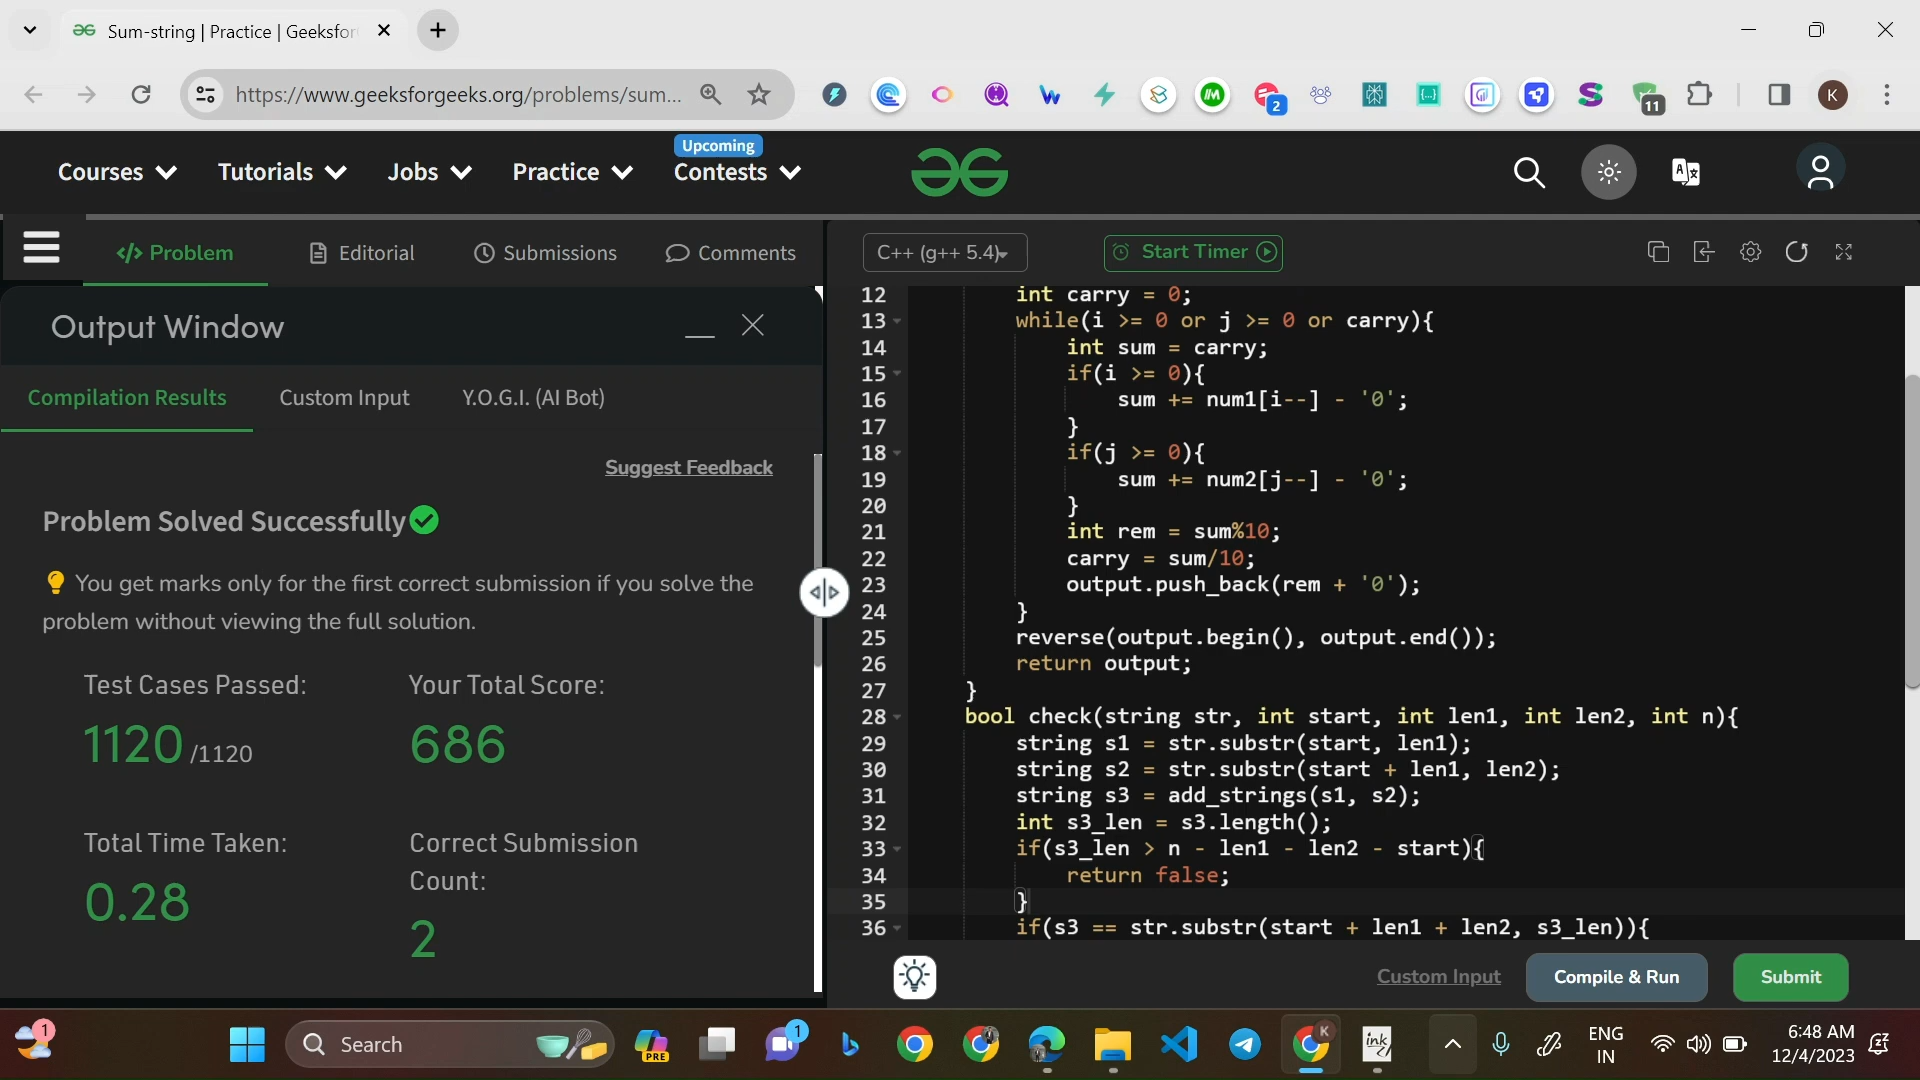 Sum-string | Practice | Geeksfor
https://www.geeksforgeeks.org/problems/sum...
2
11
K
Courses
Tutorials
Jobs
Practice
Upcoming
Contests
</> Problem
Editorial
Submissions
Comments
C++ (g++ 5.4)
Start Timer
Output Window
Compilation Results
Custom Input
Y.O.G.I. (AI Bot)
Suggest Feedback
Problem Solved Successfully
You get marks only for the first correct submission if you solve the
problem without viewing the full solution.
Test Cases Passed:
1120 /1120
Your Total Score:
686
Total Time Taken:
0.28
Correct Submission
Count:
2
12 int carry = 0;
13 while(i >= 0 or j >= 0 or carry){
14 int sum = carry;
15 if(i >= 0){
16 sum += num1[i--] - '0';
17 }
18 if(j >= 0){
19 sum += num2[j--] - '0';
20 }
21 int rem = sum%10;
22 carry = sum/10;
23 output.push_back(rem + '0');
24 }
25 reverse(output.begin(), output.end());
26 return output;
27 }
28 bool check(string str, int start, int len1, int len2, int n){
29 string s1 = str.substr(start, len1);
30 string s2 = str.substr(start + len1, len2);
31 string s3 = add_strings(s1, s2);
32 int s3_len = s3.length();
33 if(s3_len > n - len1 - len2 - start){
34 return false;
35 }
36 if(s3 == str.substr(start + len1 + len2, s3_len)){
Custom Input
Compile & Run
Submit
1
Search
PRE
1
K
ink
ENG
IN
6:48 AM
12/4/2023